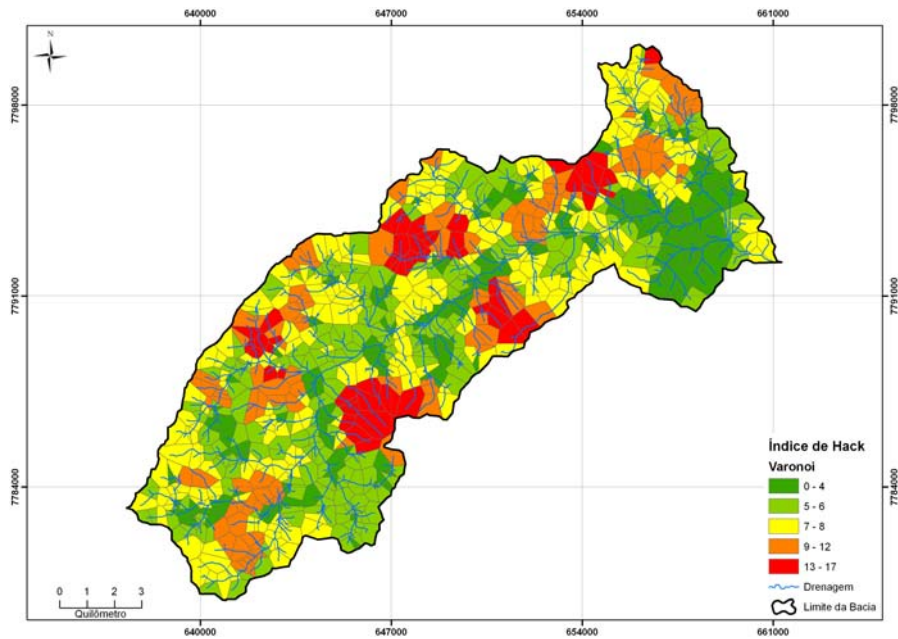 640000 647000 654000 661000
N
7798000 7798000
7791000 7791000
7784000 7784000
Índice de Hack
Varonoi
0 - 4
5 - 6
7 - 8
9 - 12
13 - 17
Drenagem
Limite da Bacia
0 1 2 3
Quilômetro
640000 647000 654000 661000